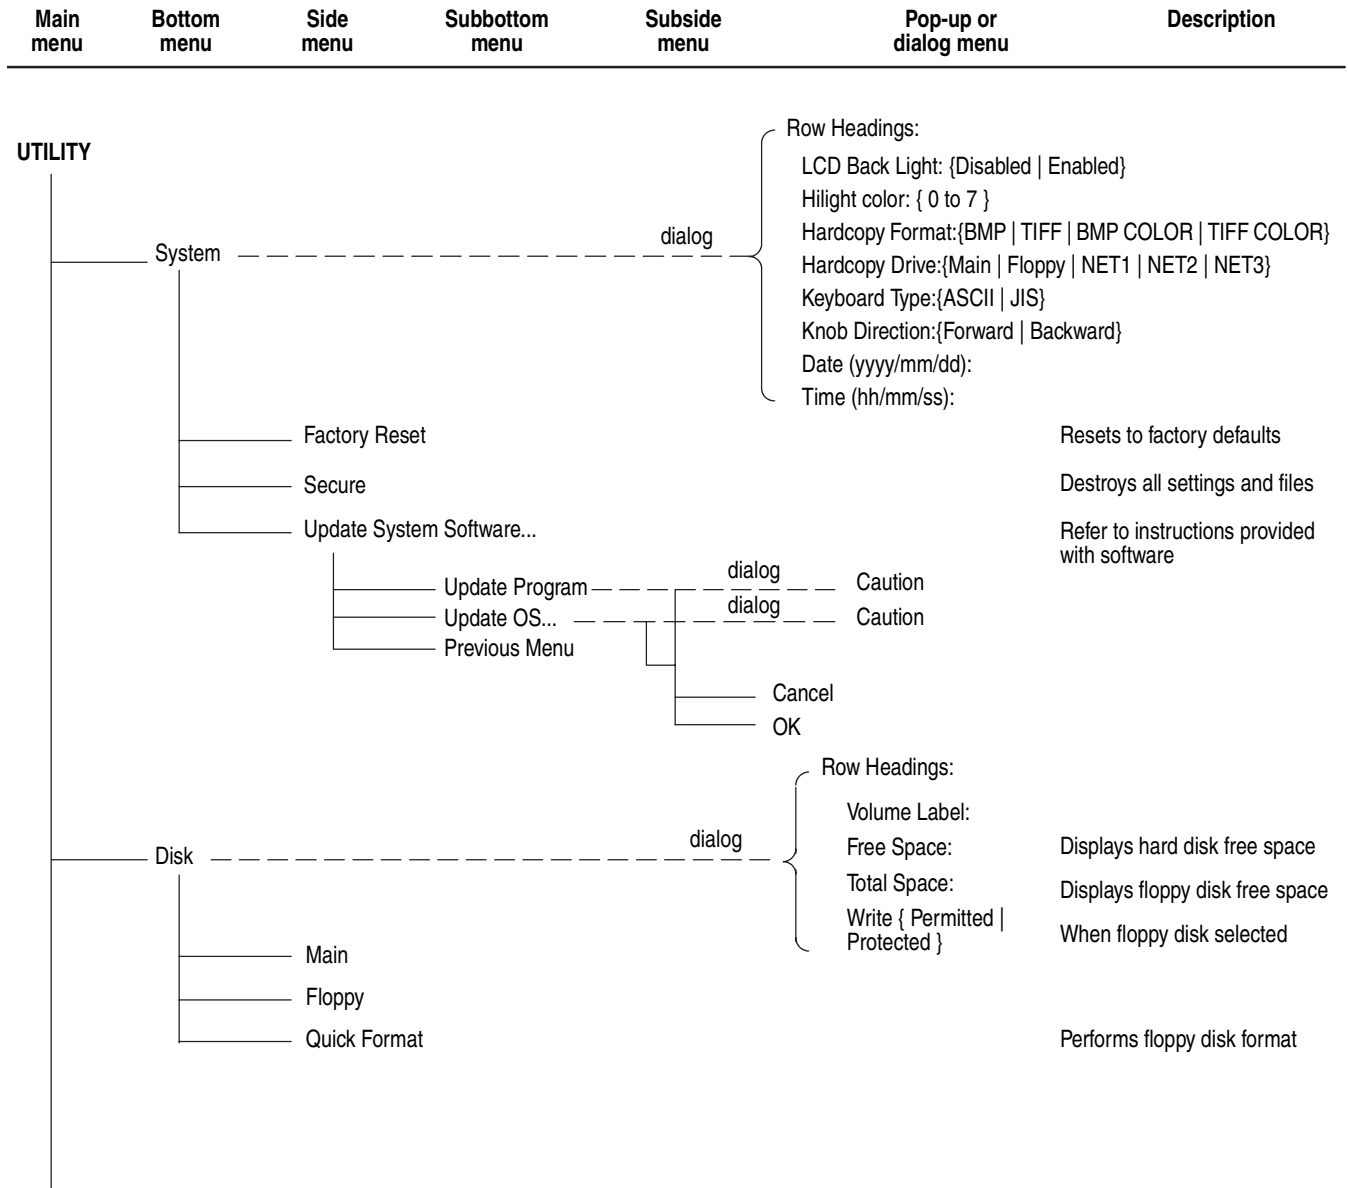 Main menu
Bottom menu
Side menu
Subbottom menu
Subside menu
Pop-up or dialog menu
Description
UTILITY
System
dialog
Row Headings:
LCD Back Light: {Disabled | Enabled}
Hilight color: { 0 to 7 }
Hardcopy Format:{BMP | TIFF | BMP COLOR | TIFF COLOR}
Hardcopy Drive:{Main | Floppy | NET1 | NET2 | NET3}
Keyboard Type:{ASCII | JIS}
Knob Direction:{Forward | Backward}
Date (yyyy/mm/dd):
Time (hh/mm/ss):
Factory Reset
Resets to factory defaults
Secure
Destroys all settings and files
Update System Software...
Refer to instructions provided
with software
Update Program
dialog
Caution
Update OS...
dialog
Caution
Previous Menu
Cancel
OK
Disk
dialog
Row Headings:
Volume Label:
Free Space:
Displays hard disk free space
Total Space:
Displays floppy disk free space
Write { Permitted |
Protected }
When floppy disk selected
Main
Floppy
Quick Format
Performs floppy disk format